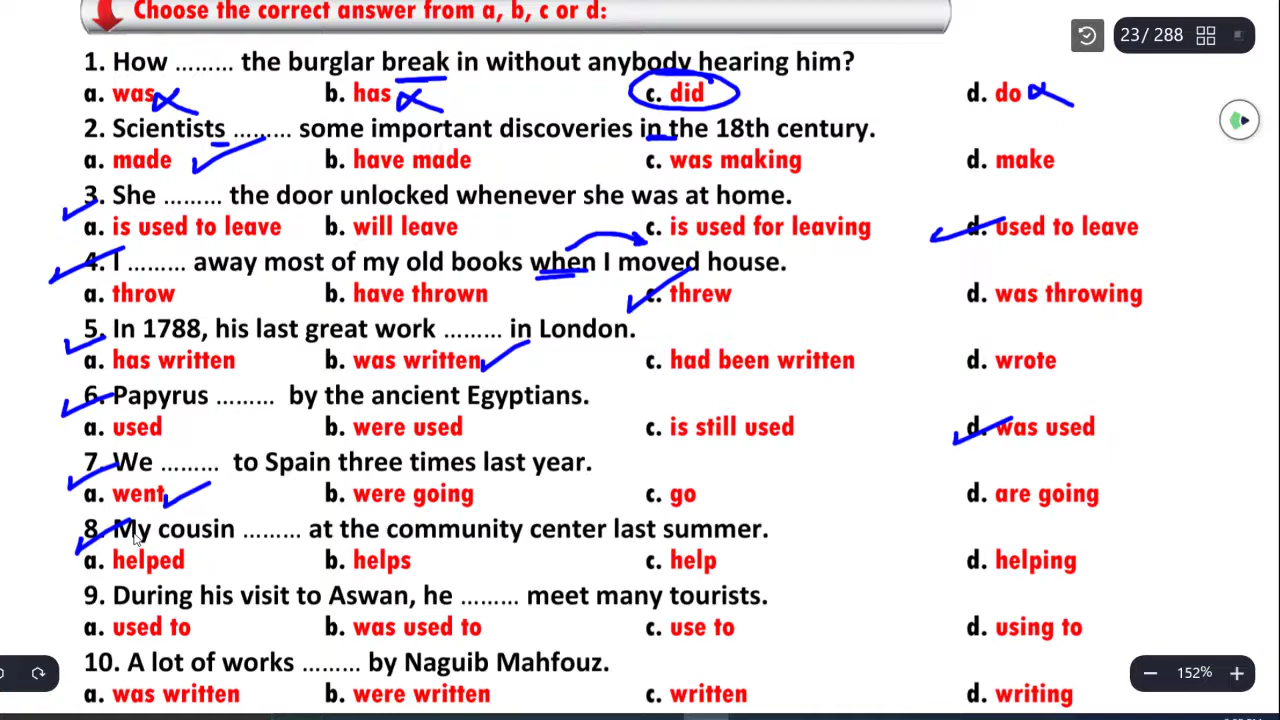 Choose the correct answer from a, b, c or d:
23/ 288
1. How ......... the burglar break in without anybody hearing him?
a. was b. has c. did d. do
2. Scientists ......... some important discoveries in the 18th century.
a. made b. have made c. was making d. make
3. She ......... the door unlocked whenever she was at home.
a. is used to leave b. will leave c. is used for leaving d. used to leave
4. I ......... away most of my old books when I moved house.
a. throw b. have thrown c. threw d. was throwing
5. In 1788, his last great work ......... in London.
a. has written b. was written c. had been written d. wrote
6. Papyrus ......... by the ancient Egyptians.
a. used b. were used c. is still used d. was used
7. We ......... to Spain three times last year.
a. went b. were going c. go d. are going
8. My cousin ......... at the community center last summer.
a. helped b. helps c. help d. helping
9. During his visit to Aswan, he ......... meet many tourists.
a. used to b. was used to c. use to d. using to
10. A lot of works ......... by Naguib Mahfouz.
a. was written b. were written c. written d. writing
152%